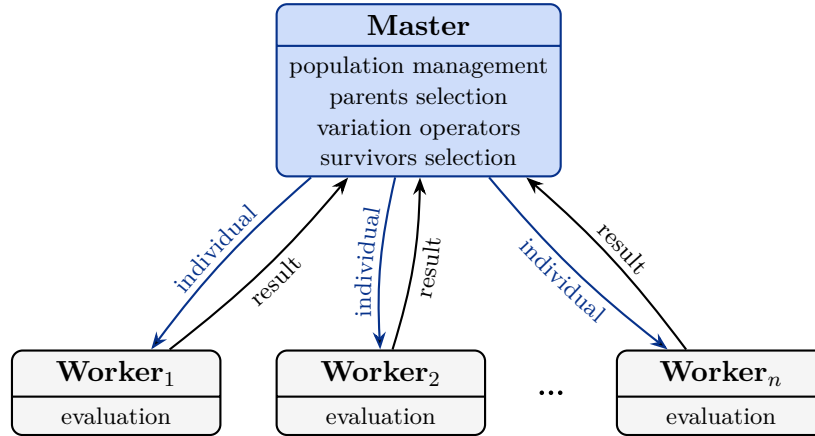 Master
population management
parents selection
variation operators
survivors selection
individual
result
individual
result
individual
result
Worker₁
evaluation
Worker₂
evaluation
...
Workerₙ
evaluation